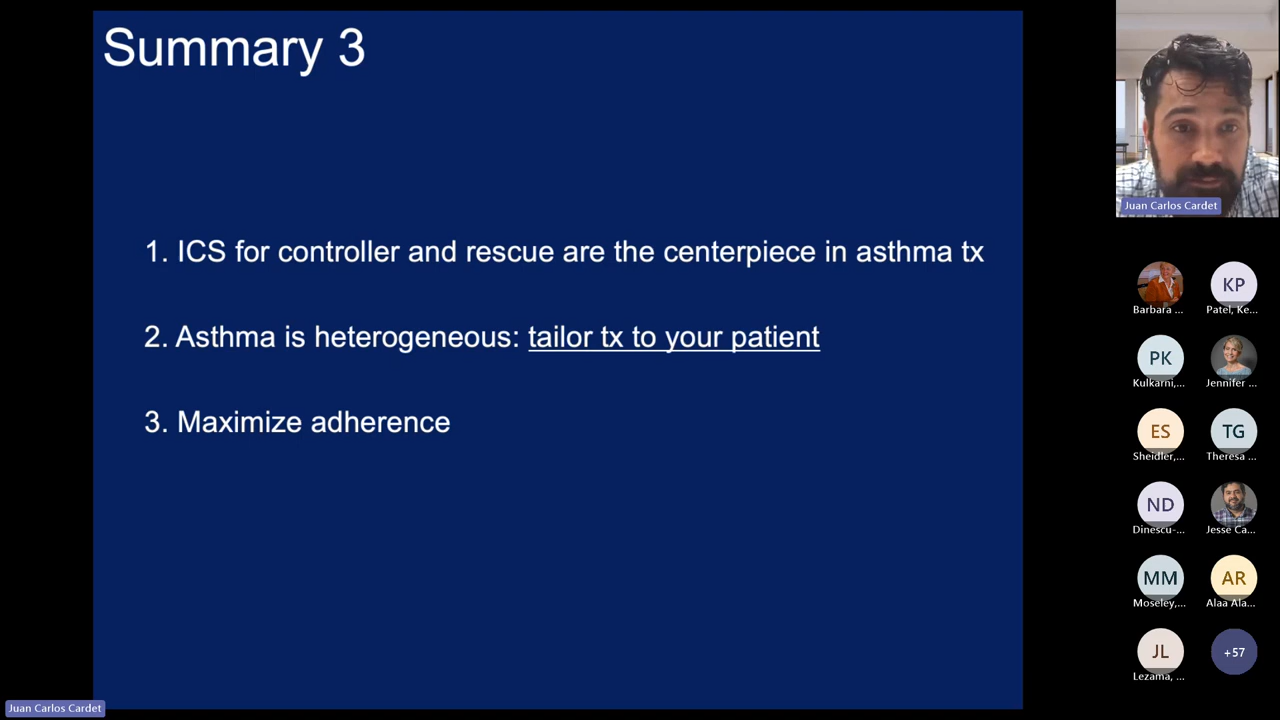 Summary 3
1. ICS for controller and rescue are the centerpiece in asthma tx
2. Asthma is heterogeneous: tailor tx to your patient
3. Maximize adherence
Juan Carlos Cardet
Juan Carlos Cardet
Barbara ...
KP
Patel, Ke...
PK
Kulkarni,...
Jennifer ...
ES
Sheidler,...
TG
Theresa ...
ND
Dinescu-...
Jesse Ca...
MM
Moseley,...
AR
Alaa Ala...
JL
Lezama, ...
+57